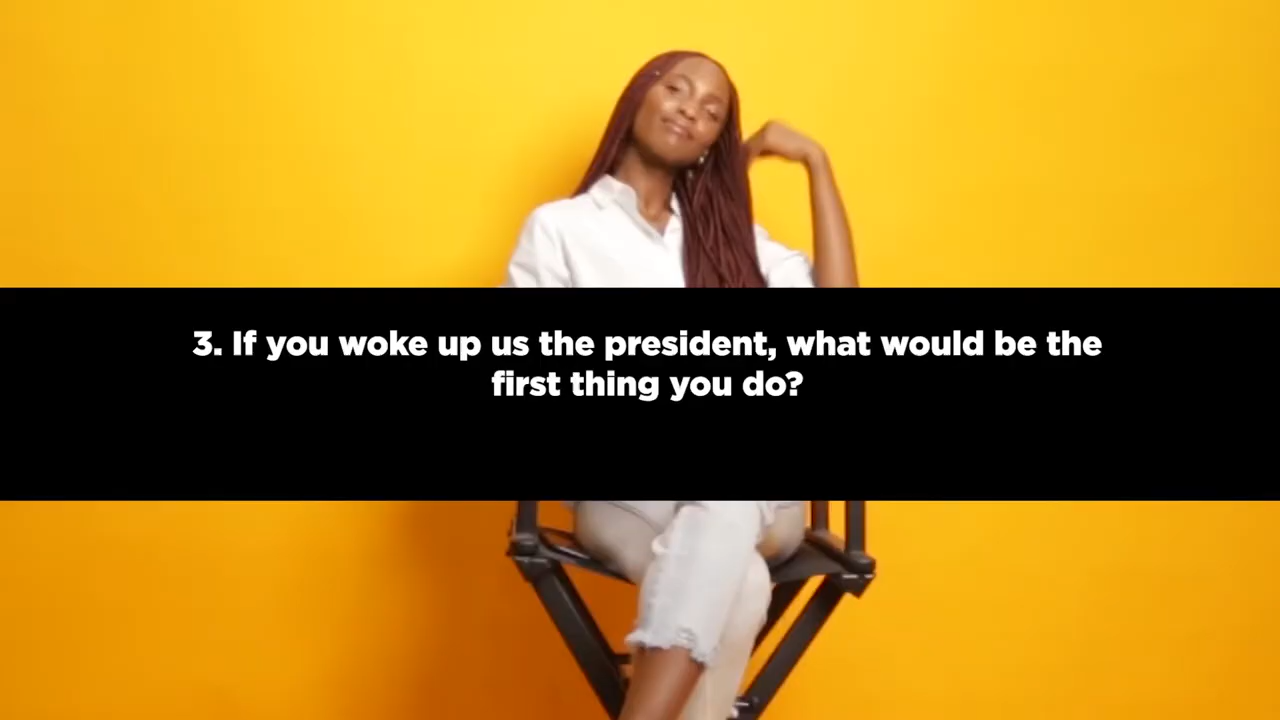 3. If you woke up us the president, what would be the
first thing you do?